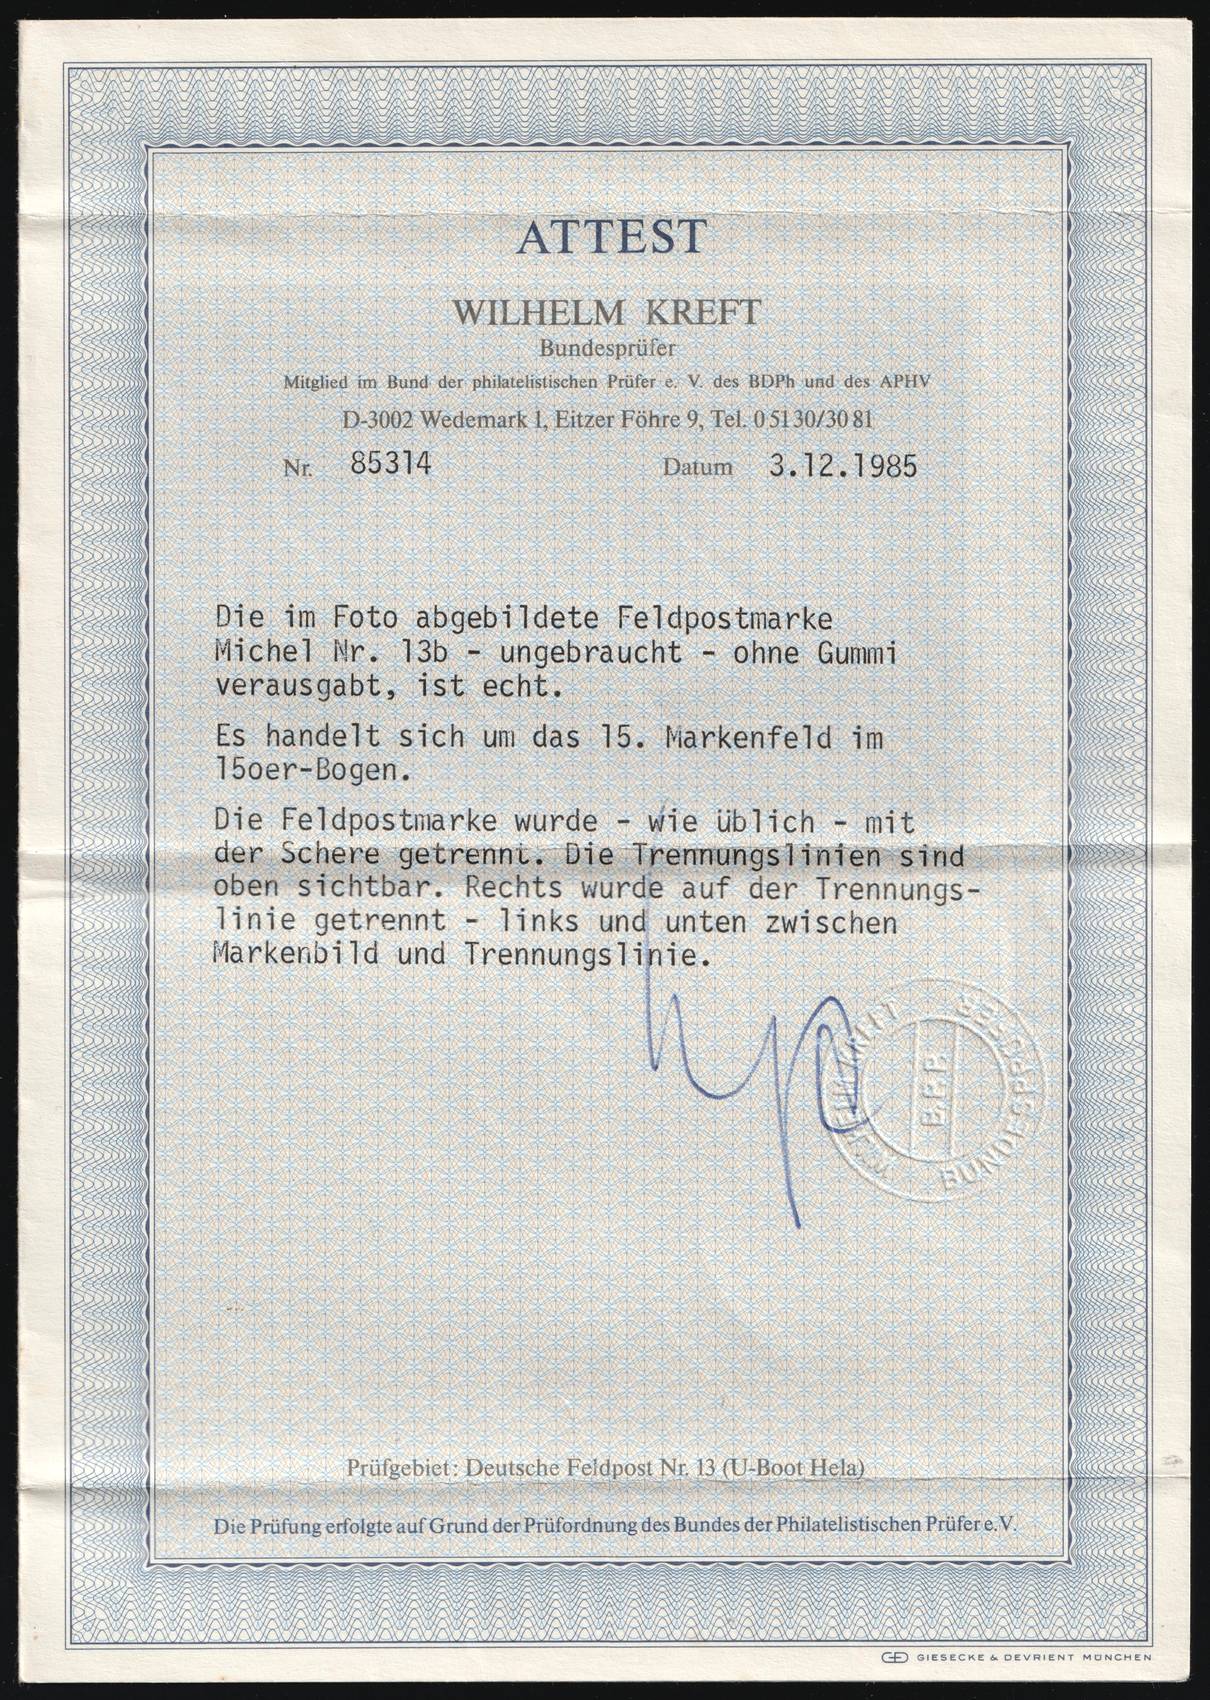 ATTEST
WILHELM KREFT
Bundesprüfer
Mitglied im Bund der philatelistischen Prüfer e. V. des BDPh und des APHV
D-3002 Wedemark 1, Eitzer Föhre 9, Tel. 0 51 30/30 81
Nr. 85314 Datum 3.12.1985
Die im Foto abgebildete Feldpostmarke
Michel Nr. 13b - ungebraucht - ohne Gummi
verausgabt, ist echt.
Es handelt sich um das 15. Markenfeld im
15oer-Bogen.
Die Feldpostmarke wurde - wie üblich - mit
der Schere getrennt. Die Trennungslinien sind
oben sichtbar. Rechts wurde auf der Trennungs-
linie getrennt - links und unten zwischen
Markenbild und Trennungslinie.
WILHELM KREFT
B.P.P.
BUNDESPRÜFER
Prüfgebiet: Deutsche Feldpost Nr. 13 (U-Boot Hela)
Die Prüfung erfolgte auf Grund der Prüfordnung des Bundes der Philatelistischen Prüfer e.V.
GIESECKE & DEVRIENT MÜNCHEN